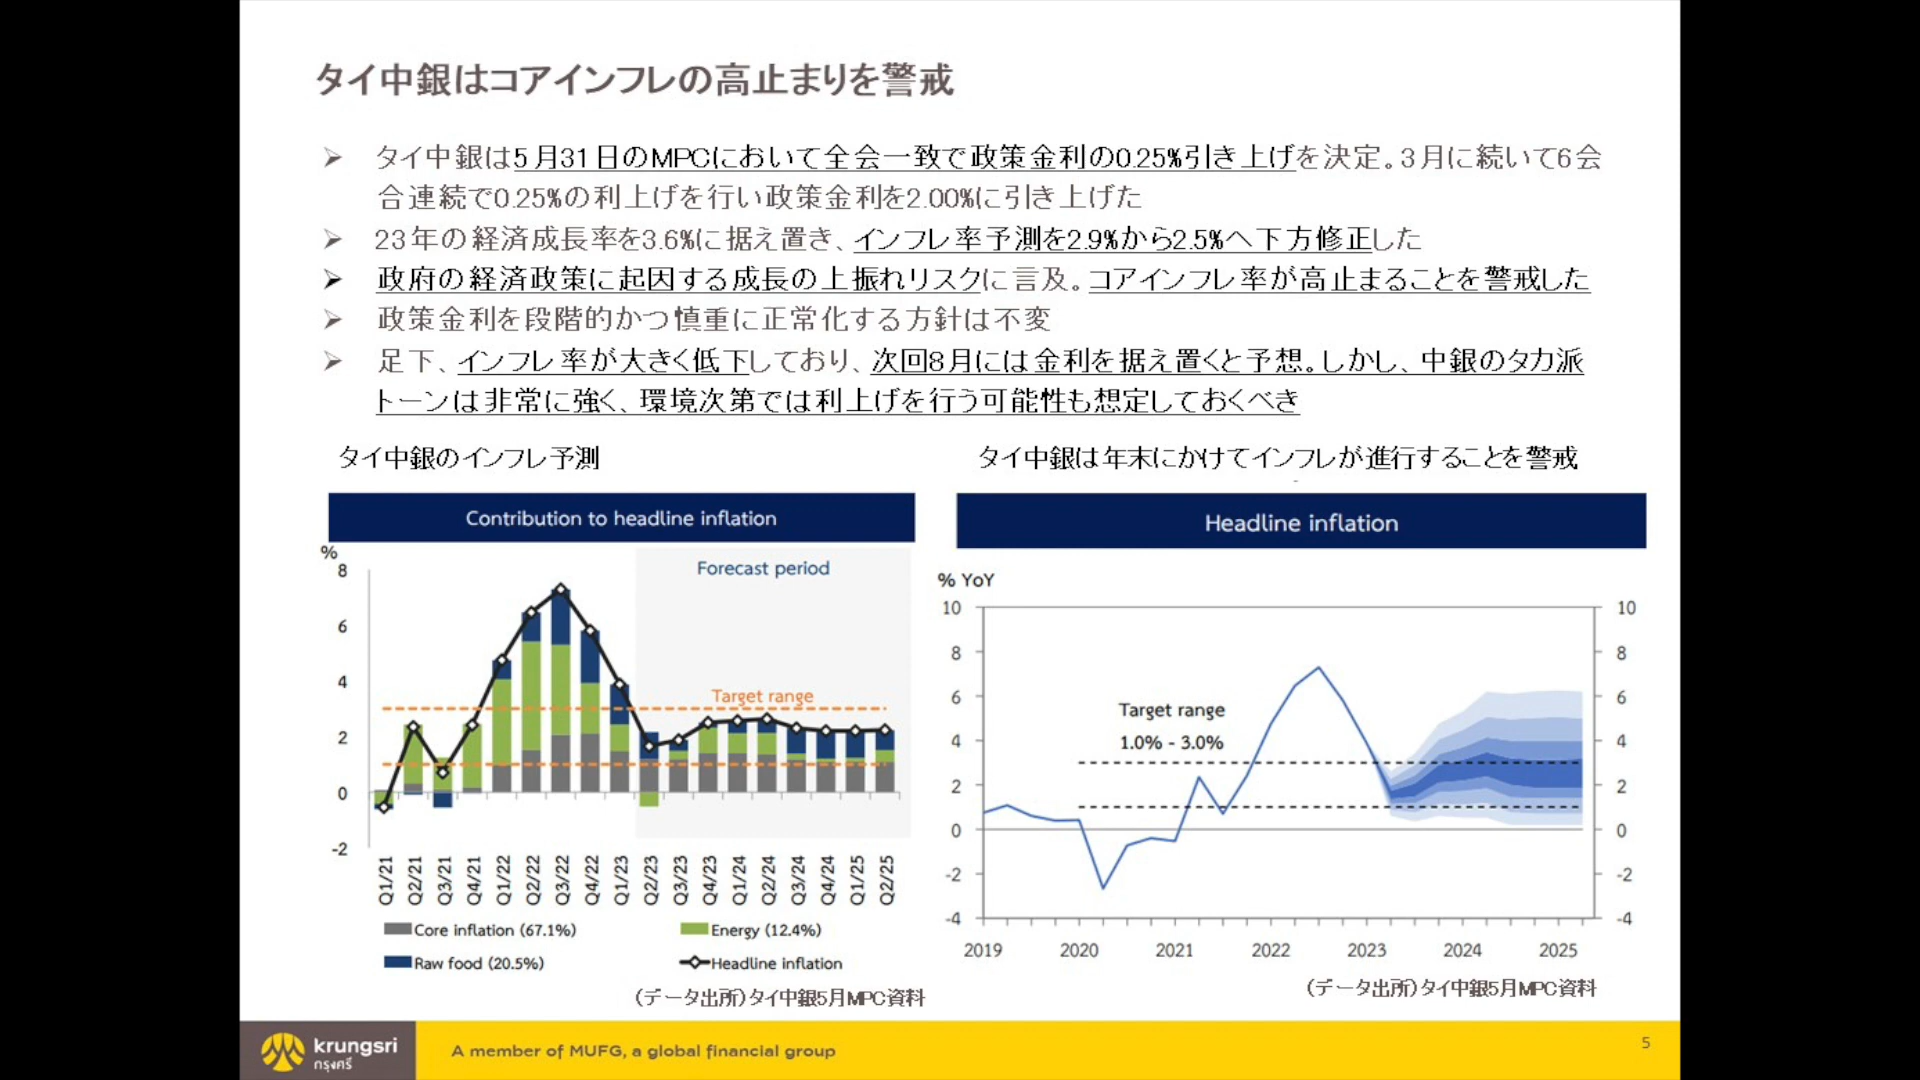 タイ中銀はコアインフレの高止まりを警戒
➢ タイ中銀は5月31日のMPCにおいて全会一致で政策金利の0.25%引き上げを決定。3月に続いて6会
合連続で0.25%の利上げを行い政策金利を2.00%に引き上げた
➢ 23年の経済成長率を3.6%に据え置き、インフレ率予測を2.9%から2.5%へ下方修正した
➢ 政府の経済政策に起因する成長の上振れリスクに言及。コアインフレ率が高止まることを警戒した
➢ 政策金利を段階的かつ慎重に正常化する方針は不変
➢ 足下、インフレ率が大きく低下しており、次回8月には金利を据え置くと予想。しかし、中銀のタカ派
トーンは非常に強く、環境次第では利上げを行う可能性も想定しておくべき
タイ中銀のインフレ予測
Contribution to headline inflation
%
Forecast period
8
6
4
2
0
-2
Target range
Q1/21 Q2/21 Q3/21 Q4/21 Q1/22 Q2/22 Q3/22 Q4/22 Q1/23 Q2/23 Q3/23 Q4/23 Q1/24 Q2/24 Q3/24 Q4/24 Q1/25 Q2/25
Core inflation (67.1%) Energy (12.4%)
Raw food (20.5%) Headline inflation
(データ出所)タイ中銀5月MPC資料
タイ中銀は年末にかけてインフレが進行することを警戒
Headline inflation
% YoY
10 10
8 8
6 6
4 4
2 2
0 0
-2 -2
-4 -4
Target range
1.0% - 3.0%
2019 2020 2021 2022 2023 2024 2025
(データ出所)タイ中銀5月MPC資料
krungsri
กรุงศรี
A member of MUFG, a global financial group
5